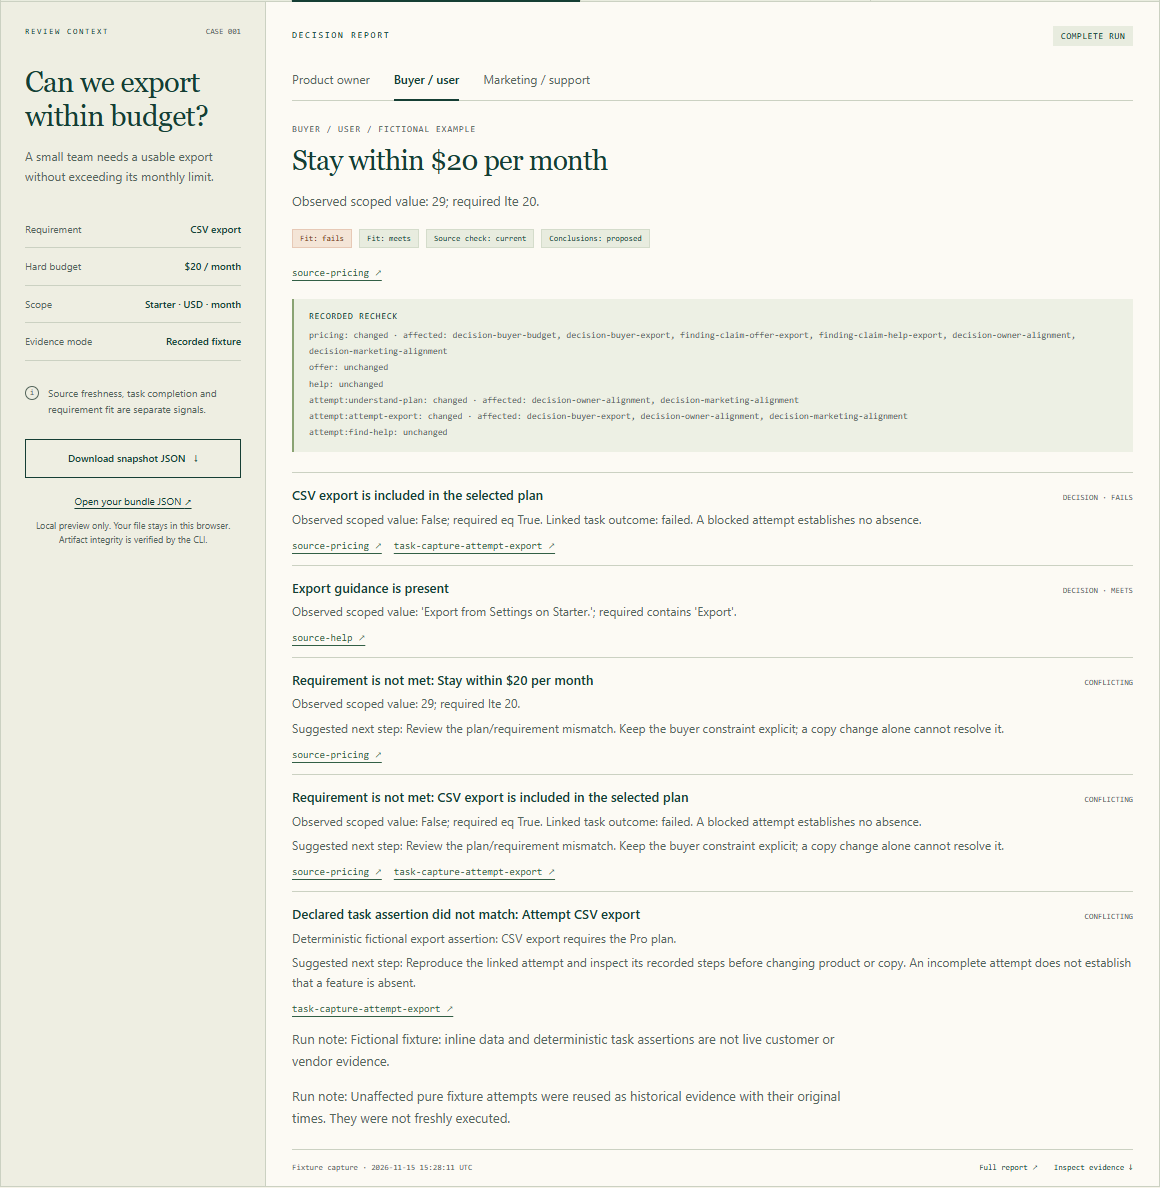 REVIEW CONTEXT
CASE 001
Can we export
within budget?
A small team needs a usable export
without exceeding its monthly limit.
Requirement CSV export
Hard budget $20 / month
Scope Starter · USD · month
Evidence mode Recorded fixture
i Source freshness, task completion and
requirement fit are separate signals.
Download snapshot JSON ↓
Open your bundle JSON ↗
Local preview only. Your file stays in this browser.
Artifact integrity is verified by the CLI.
DECISION REPORT
COMPLETE RUN
Product owner Buyer / user Marketing / support
BUYER / USER / FICTIONAL EXAMPLE
Stay within $20 per month
Observed scoped value: 29; required lte 20.
Fit: fails Fit: meets Source check: current Conclusions: proposed
source-pricing ↗
RECORDED RECHECK
pricing: changed · affected: decision-buyer-budget, decision-buyer-export, finding-claim-offer-export, finding-claim-help-export, decision-owner-alignment,
decision-marketing-alignment
offer: unchanged
help: unchanged
attempt:understand-plan: changed · affected: decision-owner-alignment, decision-marketing-alignment
attempt:attempt-export: changed · affected: decision-buyer-export, decision-owner-alignment, decision-marketing-alignment
attempt:find-help: unchanged
CSV export is included in the selected plan
DECISION · FAILS
Observed scoped value: False; required eq True. Linked task outcome: failed. A blocked attempt establishes no absence.
source-pricing ↗ task-capture-attempt-export ↗
Export guidance is present
DECISION · MEETS
Observed scoped value: 'Export from Settings on Starter.'; required contains 'Export'.
source-help ↗
Requirement is not met: Stay within $20 per month
CONFLICTING
Observed scoped value: 29; required lte 20.
Suggested next step: Review the plan/requirement mismatch. Keep the buyer constraint explicit; a copy change alone cannot resolve it.
source-pricing ↗
Requirement is not met: CSV export is included in the selected plan
CONFLICTING
Observed scoped value: False; required eq True. Linked task outcome: failed. A blocked attempt establishes no absence.
Suggested next step: Review the plan/requirement mismatch. Keep the buyer constraint explicit; a copy change alone cannot resolve it.
source-pricing ↗ task-capture-attempt-export ↗
Declared task assertion did not match: Attempt CSV export
CONFLICTING
Deterministic fictional export assertion: CSV export requires the Pro plan.
Suggested next step: Reproduce the linked attempt and inspect its recorded steps before changing product or copy. An incomplete attempt does not establish
that a feature is absent.
task-capture-attempt-export ↗
Run note: Fictional fixture: inline data and deterministic task assertions are not live customer or
vendor evidence.
Run note: Unaffected pure fixture attempts were reused as historical evidence with their original
times. They were not freshly executed.
Fixture capture · 2026-11-15 15:28:11 UTC
Full report ↗ Inspect evidence ↓